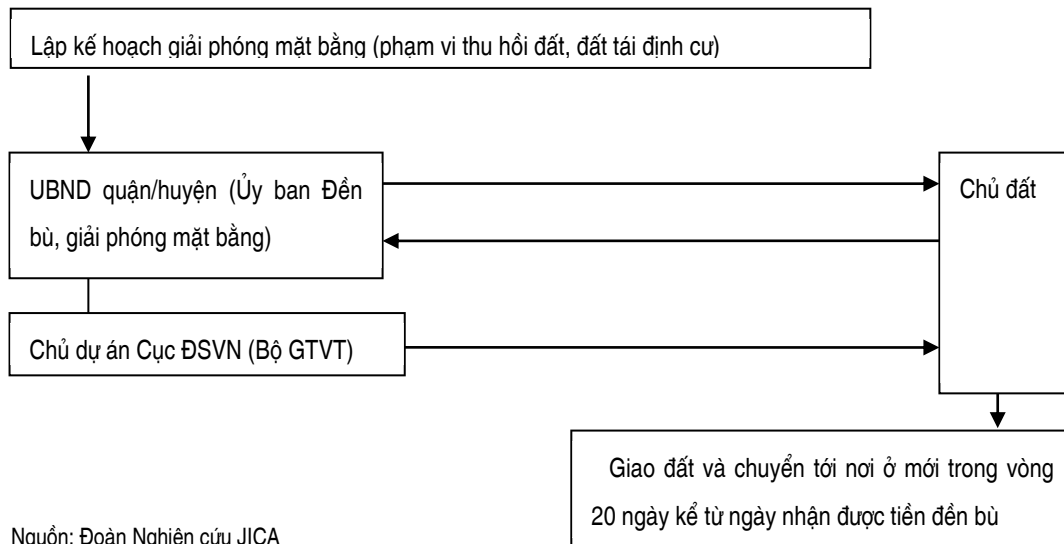 Lập kế hoạch giải phóng mặt bằng (phạm vi thu hồi đất, đất tái định cư)
UBND quận/huyện (Ủy ban Đền
bù, giải phóng mặt bằng)
Chủ đất
Chủ dự án Cục ĐSVN (Bộ GTVT)
Giao đất và chuyển tới nơi ở mới trong vòng
20 ngày kể từ ngày nhận được tiền đền bù
Nguồn: Đoàn Nghiên cứu JICA